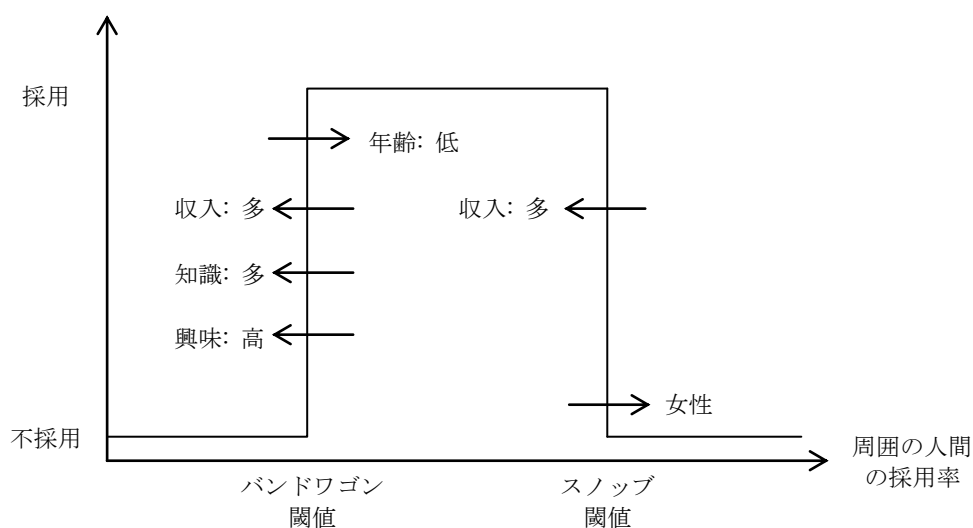 採用
年齢: 低
収入: 多
収入: 多
知識: 多
興味: 高
女性
不採用
周囲の人間
の採用率
バンドワゴン
閾値
スノッブ
閾値